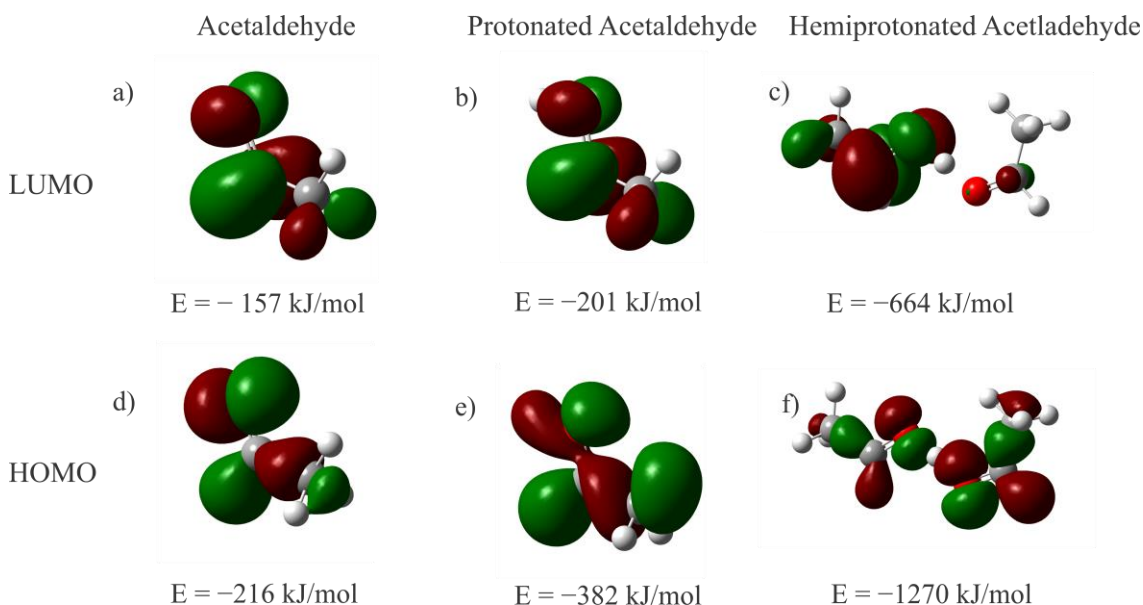 Acetaldehyde Protonated Acetaldehyde Hemiprotonated Acetladehyde
a) b) c)
LUMO
E = − 157 kJ/mol E = −201 kJ/mol E = −664 kJ/mol
d) e) f)
HOMO
E = −216 kJ/mol E = −382 kJ/mol E = −1270 kJ/mol